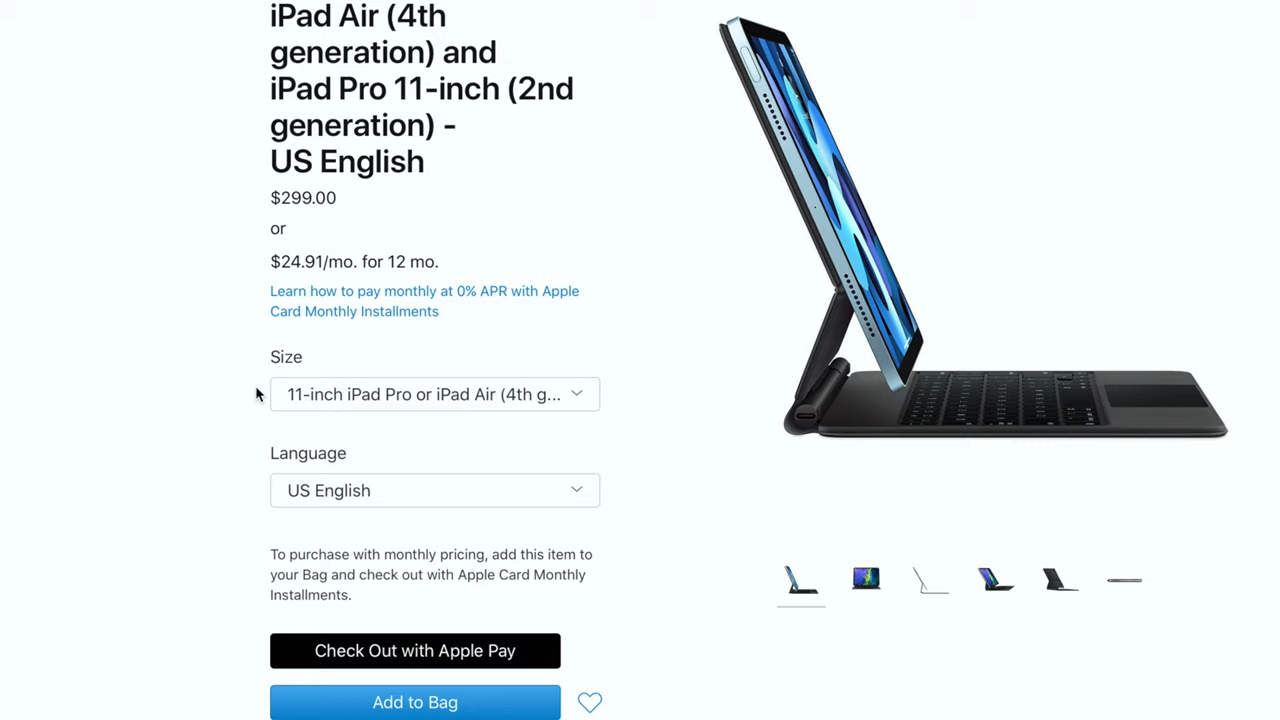 iPad Air (4th
generation) and
iPad Pro 11-inch (2nd
generation) -
US English
$299.00
or
$24.91/mo. for 12 mo.
Learn how to pay monthly at 0% APR with Apple
Card Monthly Installments
Size
11-inch iPad Pro or iPad Air (4th g...
Language
US English
To purchase with monthly pricing, add this item to
your Bag and check out with Apple Card Monthly
Installments.
Check Out with Apple Pay
Add to Bag